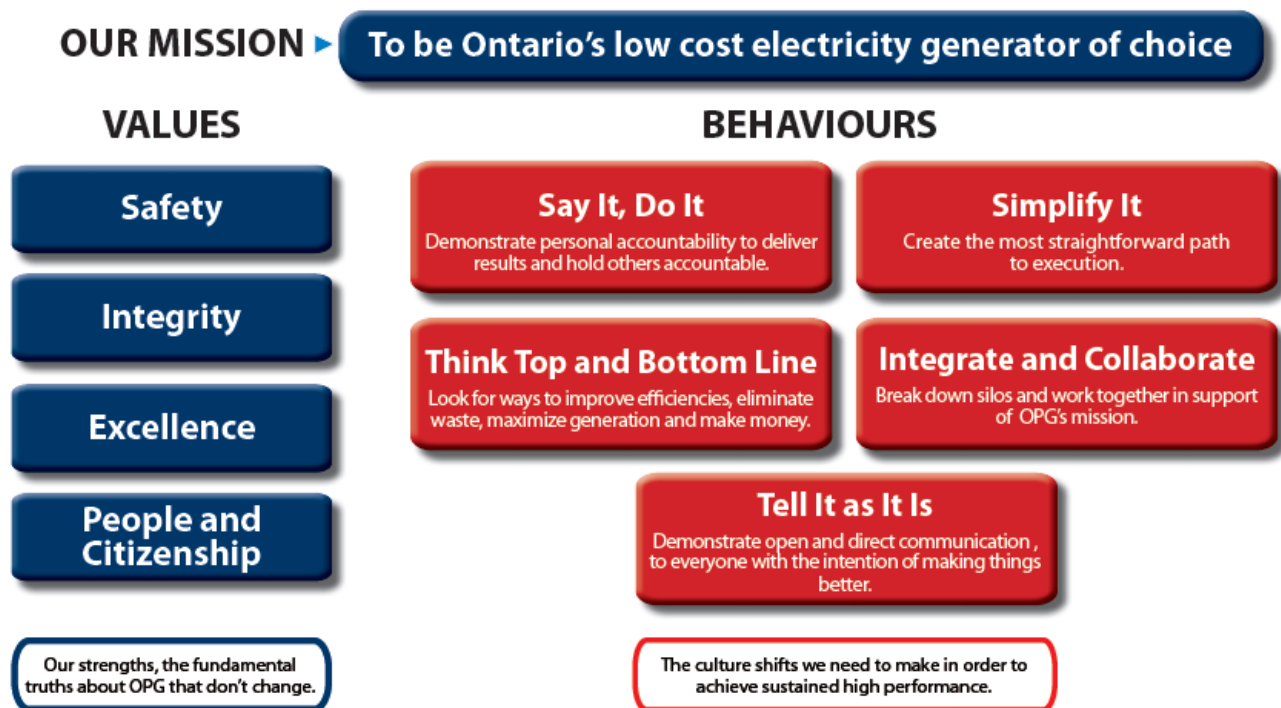 OUR MISSION ▸ To be Ontario's low cost electricity generator of choice
VALUES
Safety
Integrity
Excellence
People and
Citizenship
Our strengths, the fundamental
truths about OPG that don't change.
BEHAVIOURS
Say It, Do It
Demonstrate personal accountability to deliver
results and hold others accountable.
Simplify It
Create the most straightforward path
to execution.
Think Top and Bottom Line
Look for ways to improve efficiencies, eliminate
waste, maximize generation and make money.
Integrate and Collaborate
Break down silos and work together in support
of OPG's mission.
Tell It as It Is
Demonstrate open and direct communication ,
to everyone with the intention of making things
better.
The culture shifts we need to make in order to
achieve sustained high performance.